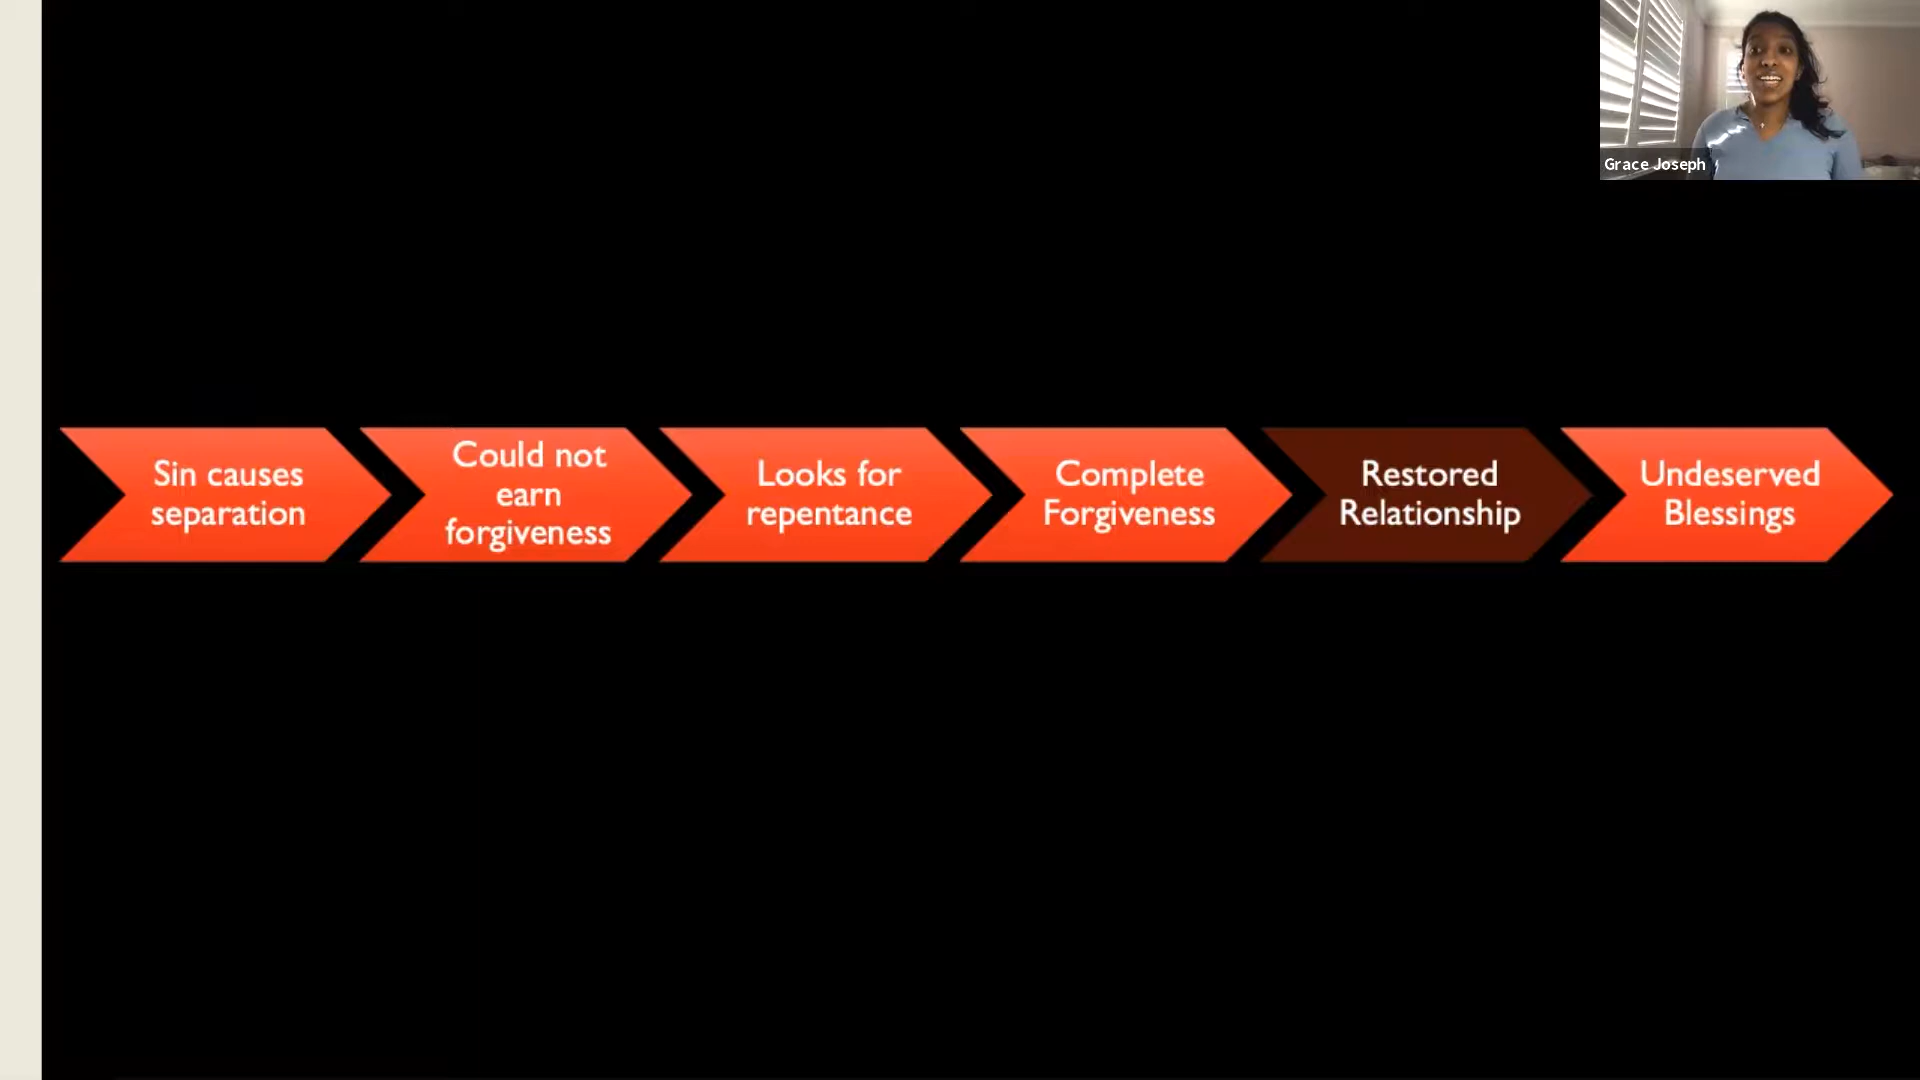 Grace Joseph
Sin causes
separation
Could not
earn
forgiveness
Looks for
repentance
Complete
Forgiveness
Restored
Relationship
Undeserved
Blessings